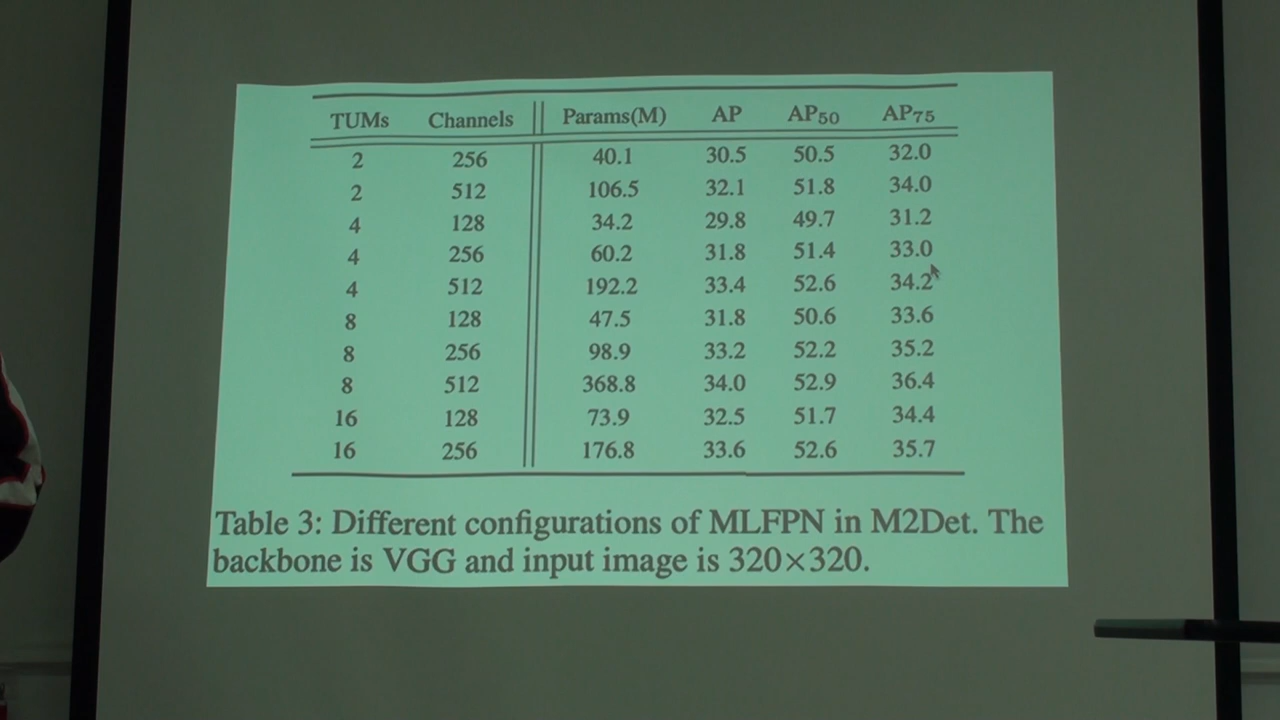 TUMs Channels Params(M) AP AP50 AP75
2 256 40.1 30.5 50.5 32.0
2 512 106.5 32.1 51.8 34.0
4 128 34.2 29.8 49.7 31.2
4 256 60.2 31.8 51.4 33.0
4 512 192.2 33.4 52.6 34.2
8 128 47.5 31.8 50.6 33.6
8 256 98.9 33.2 52.2 35.2
8 512 368.8 34.0 52.9 36.4
16 128 73.9 32.5 51.7 34.4
16 256 176.8 33.6 52.6 35.7
Table 3: Different configurations of MLFPN in M2Det. The
backbone is VGG and input image is 320×320.